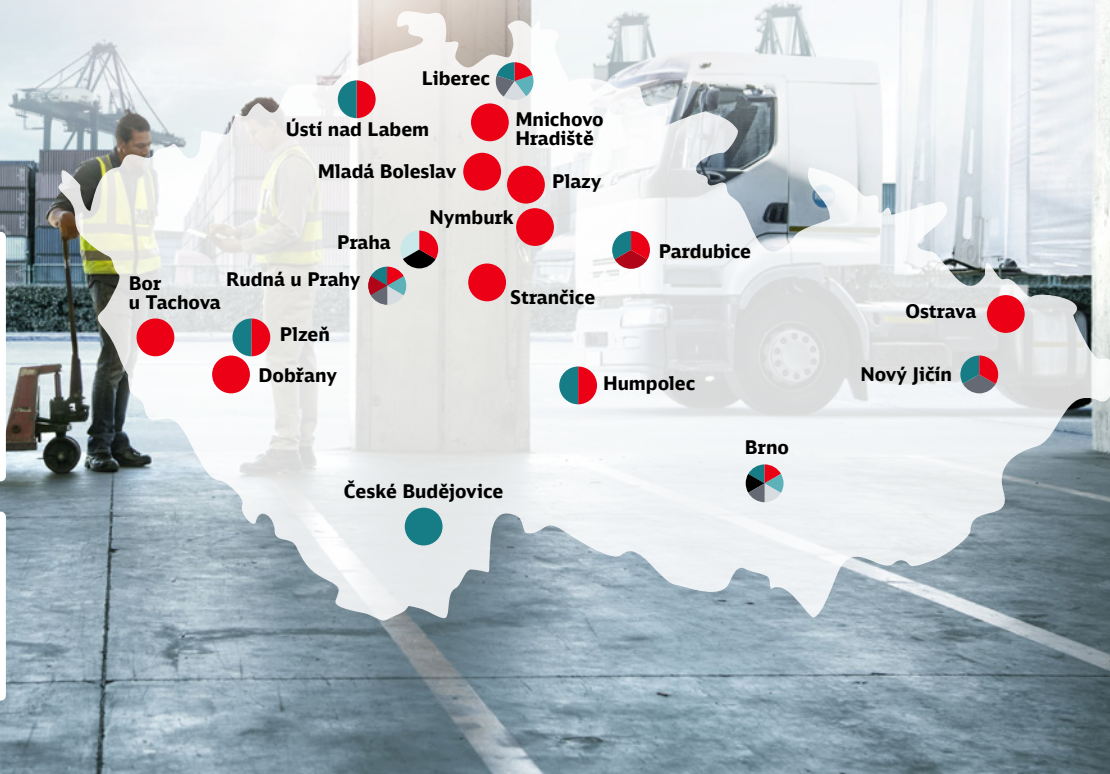 Liberec
Ústí nad Labem
Mnichovo
Hradiště
Mladá Boleslav
Plazy
Nymburk
Praha
Pardubice
Rudná u Prahy
Bor
u Tachova
Strančice
Ostrava
Plzeň
Dobřany
Humpolec
Nový Jičín
Brno
České Budějovice